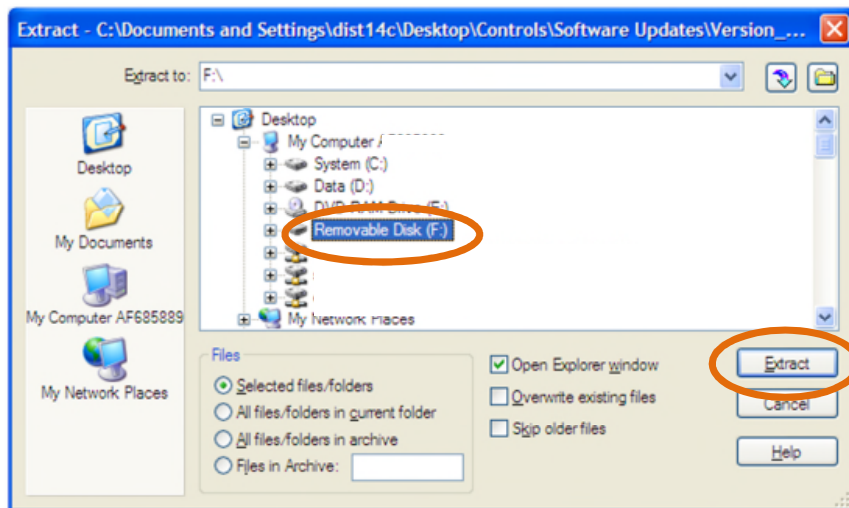 Extract - C:\Documents and Settings\dist14c\Desktop\Controls\Software Updates\Version_...
Extract to: F:\
Desktop
My Documents
My Computer AF685889
My Network Places
Desktop
My Computer
System (C:)
Data (D:)
DVD-RAM Drive (E:)
Removable Disk (F:)
My Network Places
Files
Selected files/folders
All files/folders in current folder
All files/folders in archive
Files in Archive:
Open Explorer window
Overwrite existing files
Skip older files
Extract
Cancel
Help